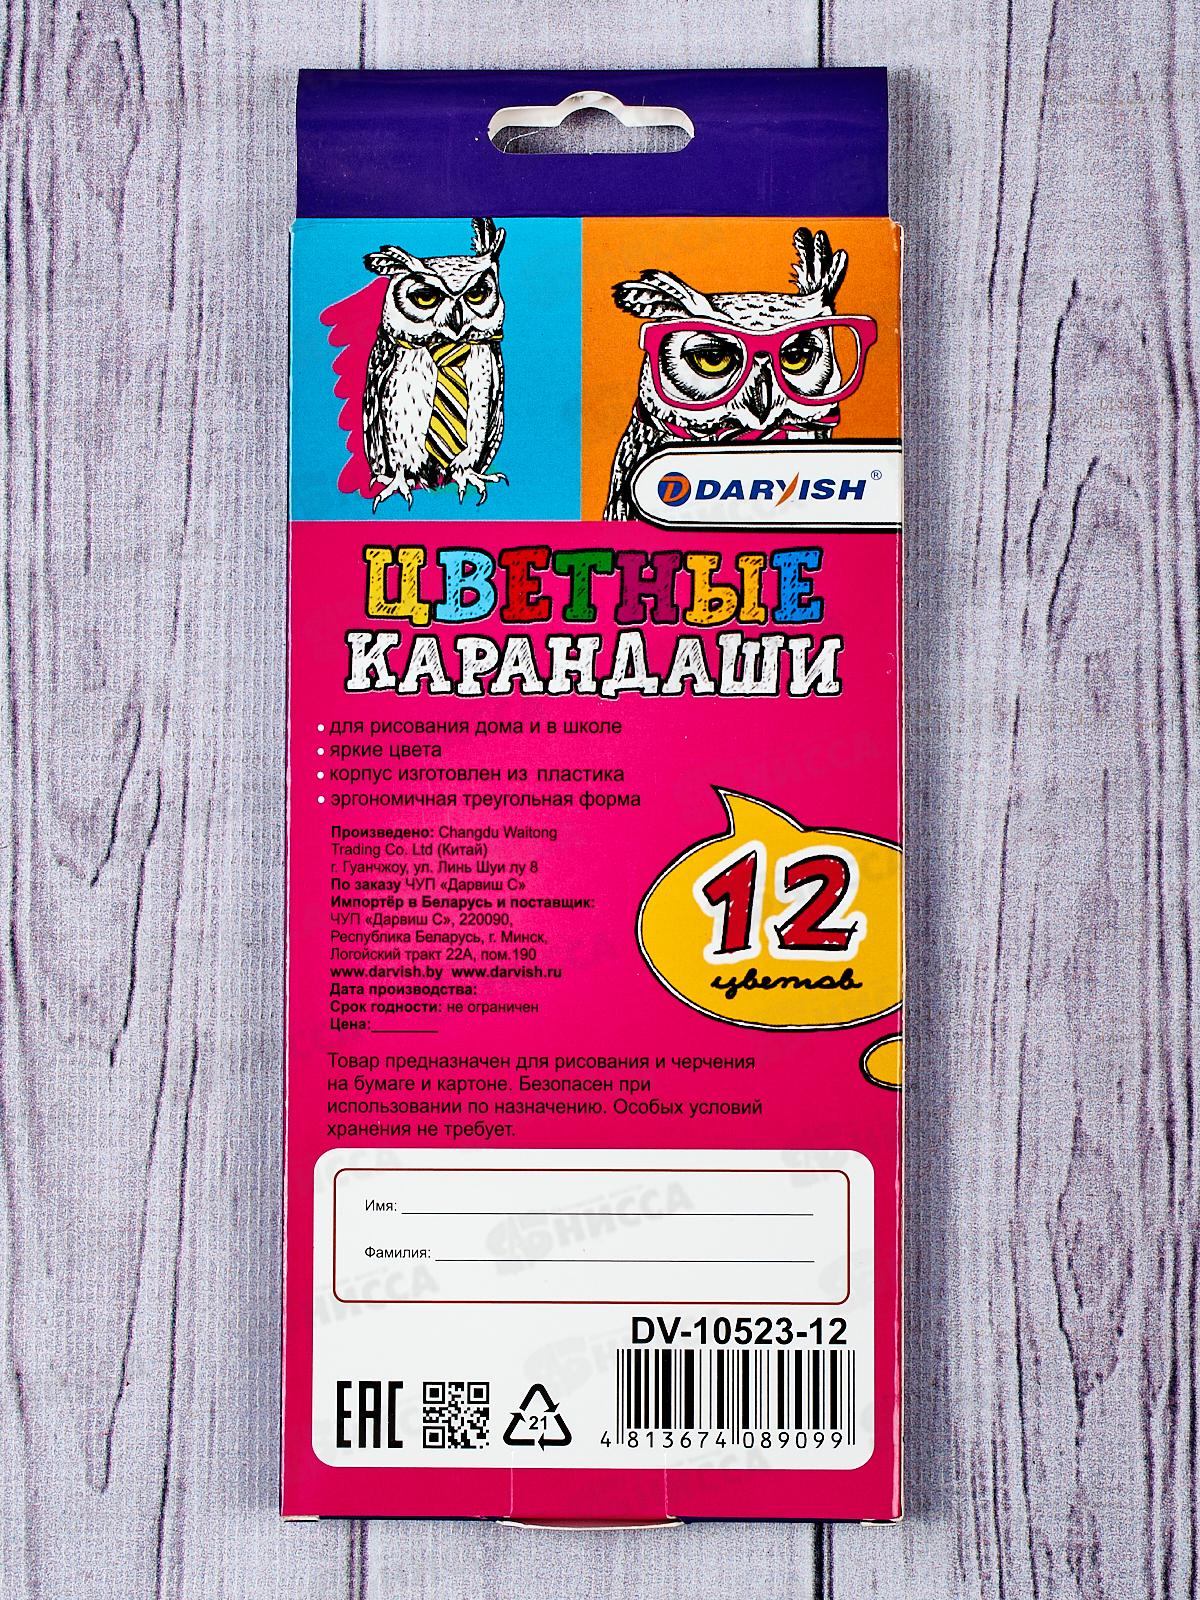 DARVISH®
ЦВЕТНЫЕ
КАРАНДАШИ
• для рисования дома и в школе
• яркие цвета
• корпус изготовлен из пластика
• эргономичная треугольная форма
Произведено: Changdu Waitong
Trading Co. Ltd (Китай)
г. Гуанчжоу, ул. Линь Шуи лу 8
По заказу ЧУП «Дарвиш С»
Импортёр в Беларусь и поставщик:
ЧУП «Дарвиш С», 220090,
Республика Беларусь, г. Минск,
Логойский тракт 22А, пом.190
www.darvish.by www.darvish.ru
Дата производства:
Срок годности: не ограничен
Цена:________
12
цветов
Товар предназначен для рисования и черчения
на бумаге и картоне. Безопасен при
использовании по назначению. Особых условий
хранения не требует.
Имя:
Фамилия:
DV-10523-12
EAC
21
4 813674 089099
АБНИССА